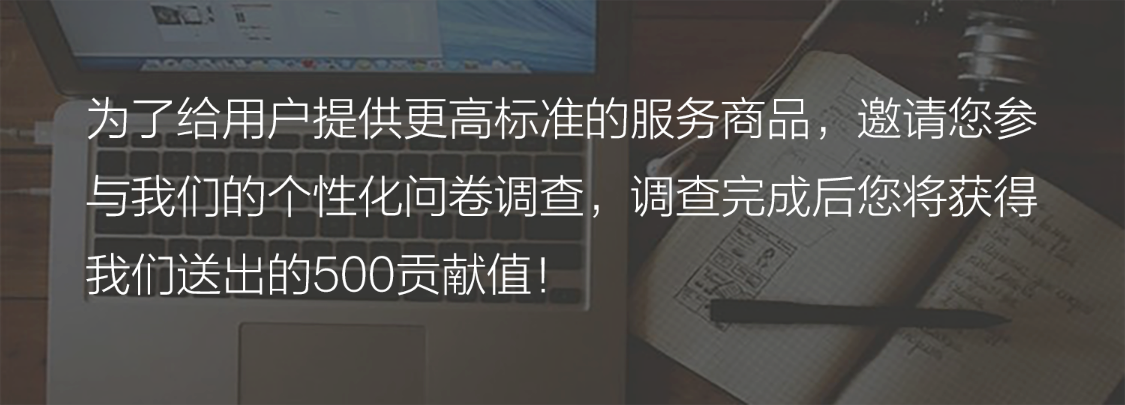 为了给用户提供更高标准的服务商品，邀请您参
与我们的个性化问卷调查，调查完成后您将获得
我们送出的500贡献值！